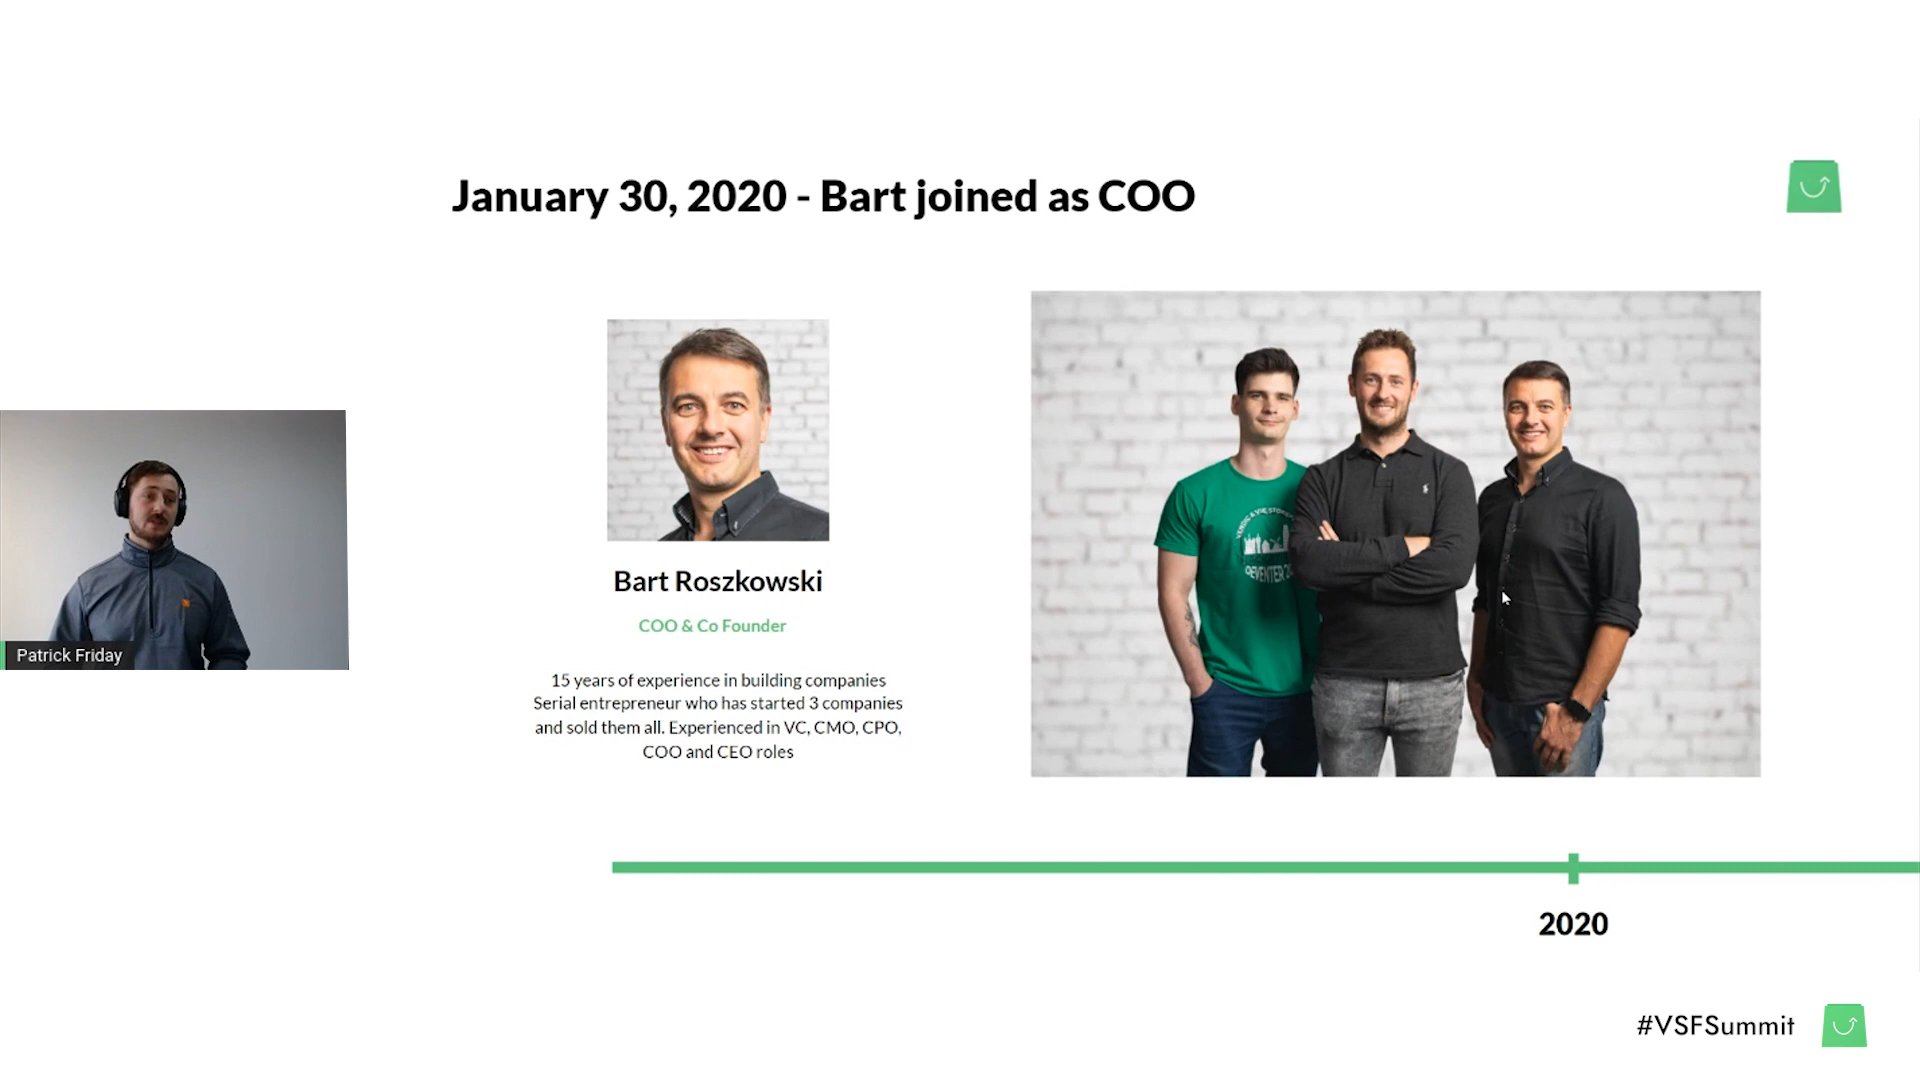 January 30, 2020 - Bart joined as COO
Patrick Friday
Bart Roszkowski
COO & Co Founder
15 years of experience in building companies
Serial entrepreneur who has started 3 companies
and sold them all. Experienced in VC, CMO, CPO,
COO and CEO roles
2020
#VSFSummit